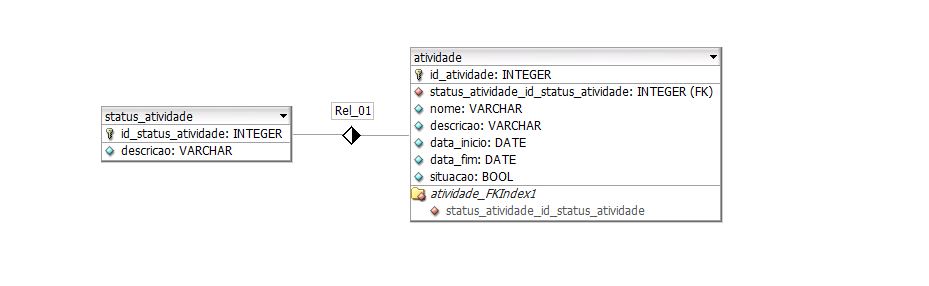 status_atividade
id_status_atividade: INTEGER
descricao: VARCHAR
Rel_01
atividade
id_atividade: INTEGER
status_atividade_id_status_atividade: INTEGER (FK)
nome: VARCHAR
descricao: VARCHAR
data_inicio: DATE
data_fim: DATE
situacao: BOOL
atividade_FKIndex1
status_atividade_id_status_atividade